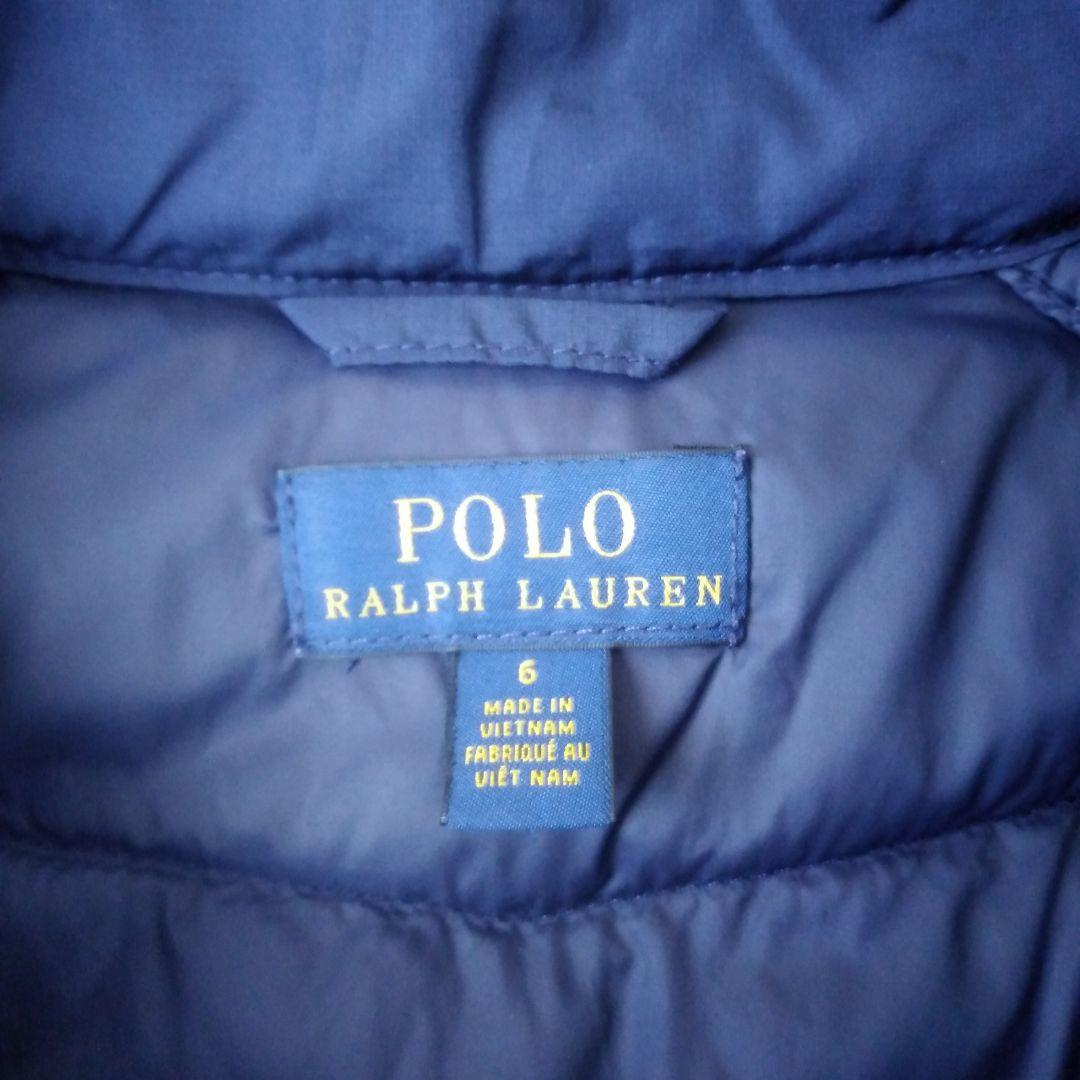 POLO
RALPH LAUREN
6
MADE IN
VIETNAM
FABRIQUÉ AU
VIÊT NAM